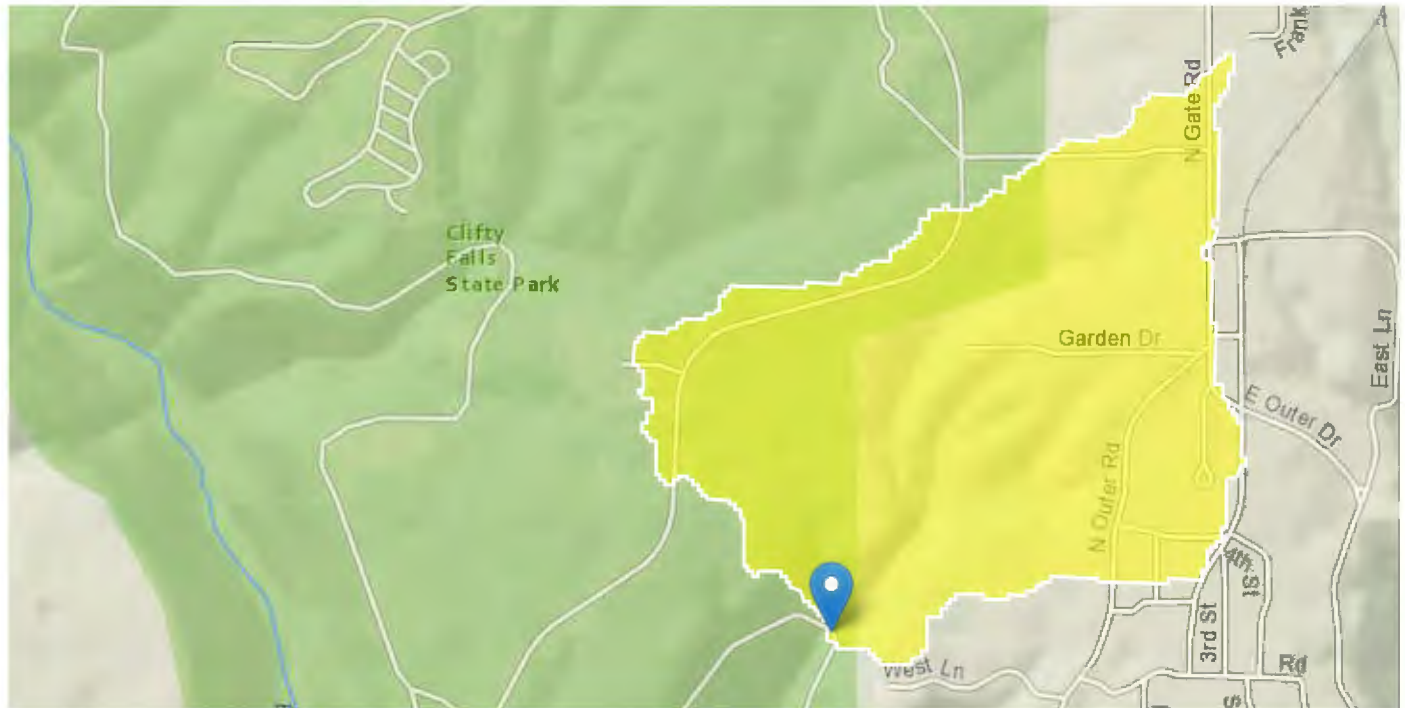 N Gate Rd
Clifty
Falls
State Park
Garden Dr
East Ln
E Outer Dr
N Outer Rd
4th
St
3rd St
West Ln
Rd